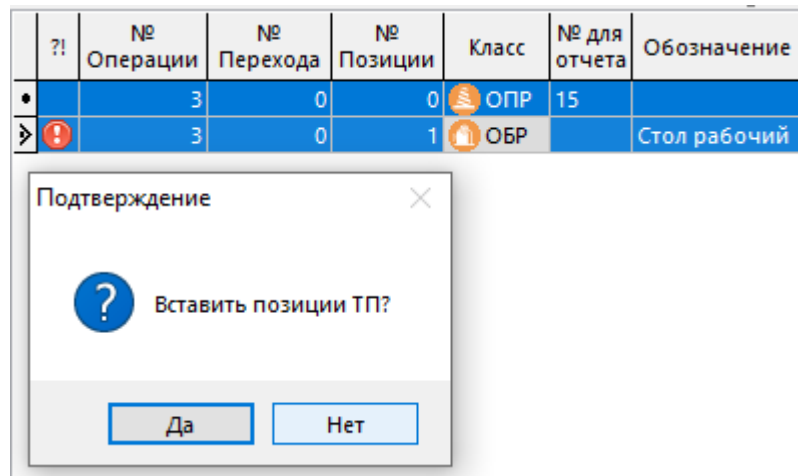 ?! № Операции № Перехода № Позиции Класс № для отчета Обозначение
3 0 0 ОПР 15
3 0 1 ОБР Стол рабочий
Подтверждение
? Вставить позиции ТП?
Да Нет